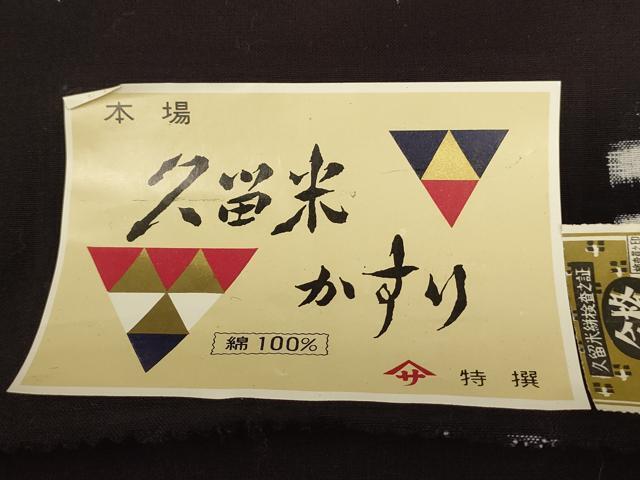 本場
久留米
かすり
綿 100%
サ 特撰
久留米絣検査之証
合格